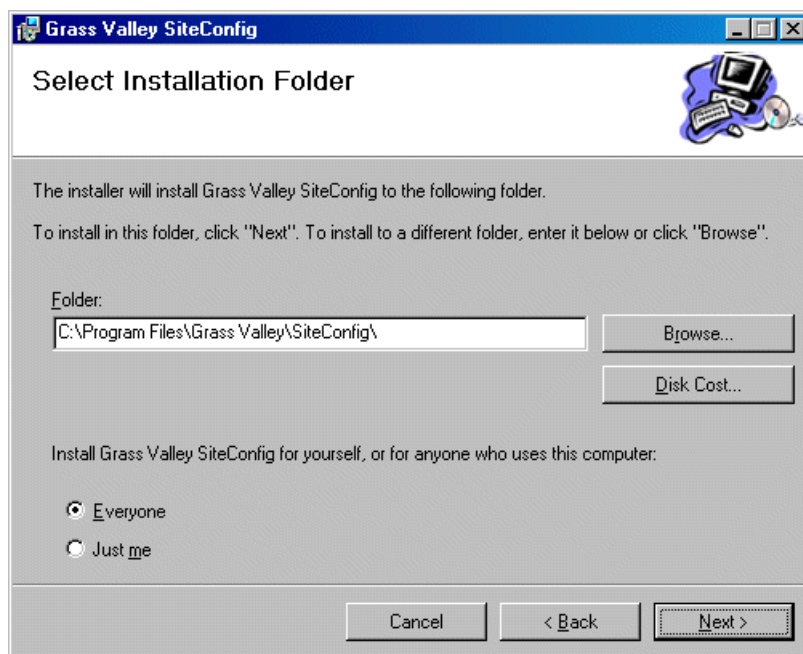 Grass Valley SiteConfig
Select Installation Folder
The installer will install Grass Valley SiteConfig to the following folder.
To install in this folder, click "Next". To install to a different folder, enter it below or click "Browse".
Folder:
C:\Program Files\Grass Valley\SiteConfig\
Browse...
Disk Cost...
Install Grass Valley SiteConfig for yourself, or for anyone who uses this computer:
Everyone
Just me
Cancel
< Back
Next >